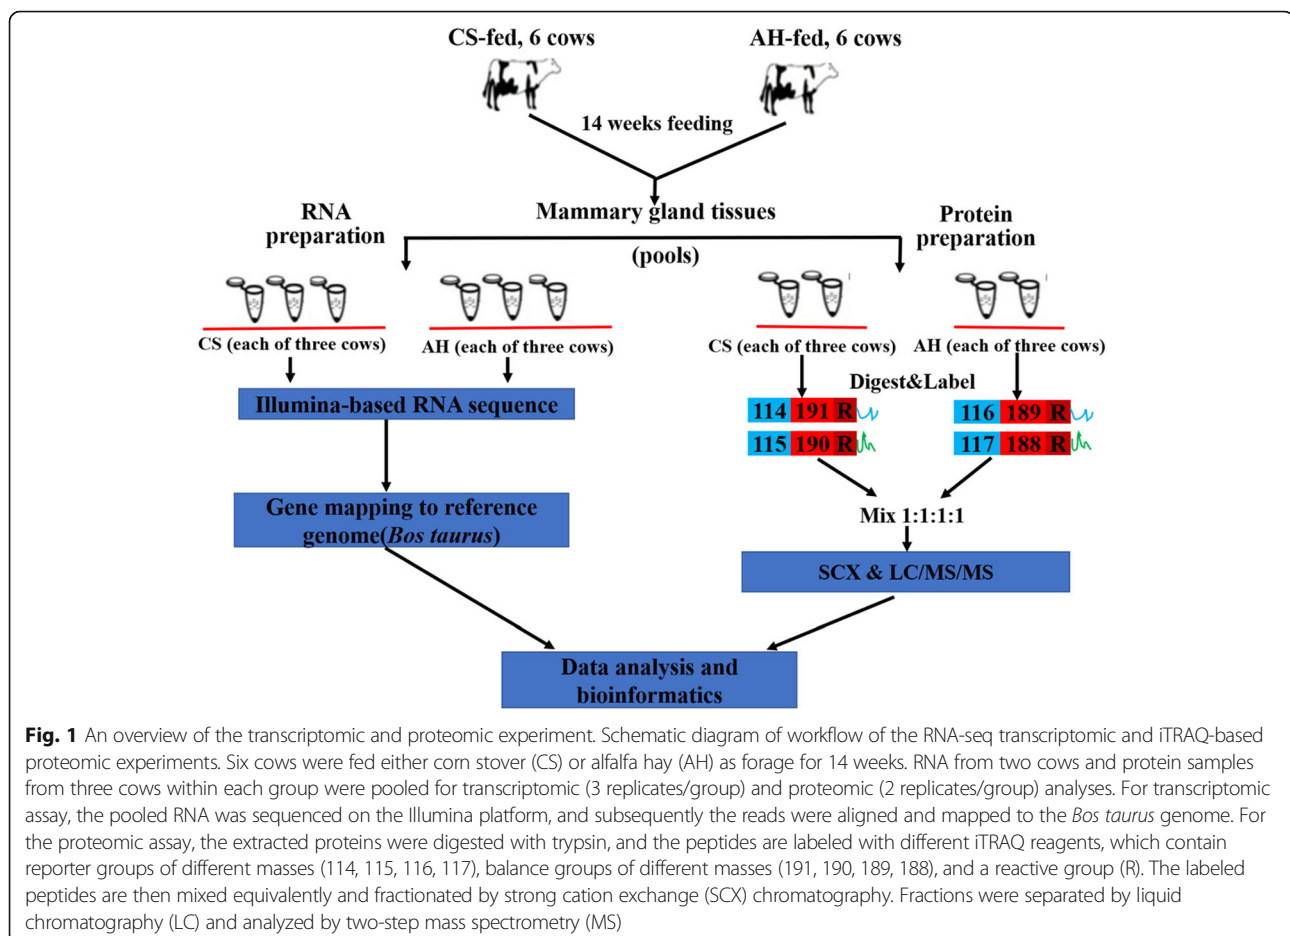 CS-fed, 6 cows
AH-fed, 6 cows
14 weeks feeding
RNA
preparation
Mammary gland tissues
(pools)
Protein
preparation
CS (each of three cows)
AH (each of three cows)
CS (each of three cows)
AH (each of three cows)
Digest&Label
Illumina-based RNA sequence
114 191 R
115 190 R
116 189 R
117 188 R
Mix 1:1:1:1
Gene mapping to reference
genome(Bos taurus)
SCX & LC/MS/MS
Data analysis and
bioinformatics
Fig. 1 An overview of the transcriptomic and proteomic experiment. Schematic diagram of workflow of the RNA-seq transcriptomic and iTRAQ-based
proteomic experiments. Six cows were fed either corn stover (CS) or alfalfa hay (AH) as forage for 14 weeks. RNA from two cows and protein samples
from three cows within each group were pooled for transcriptomic (3 replicates/group) and proteomic (2 replicates/group) analyses. For transcriptomic
assay, the pooled RNA was sequenced on the Illumina platform, and subsequently the reads were aligned and mapped to the Bos taurus genome. For
the proteomic assay, the extracted proteins were digested with trypsin, and the peptides are labeled with different iTRAQ reagents, which contain
reporter groups of different masses (114, 115, 116, 117), balance groups of different masses (191, 190, 189, 188), and a reactive group (R). The labeled
peptides are then mixed equivalently and fractionated by strong cation exchange (SCX) chromatography. Fractions were separated by liquid
chromatography (LC) and analyzed by two-step mass spectrometry (MS)